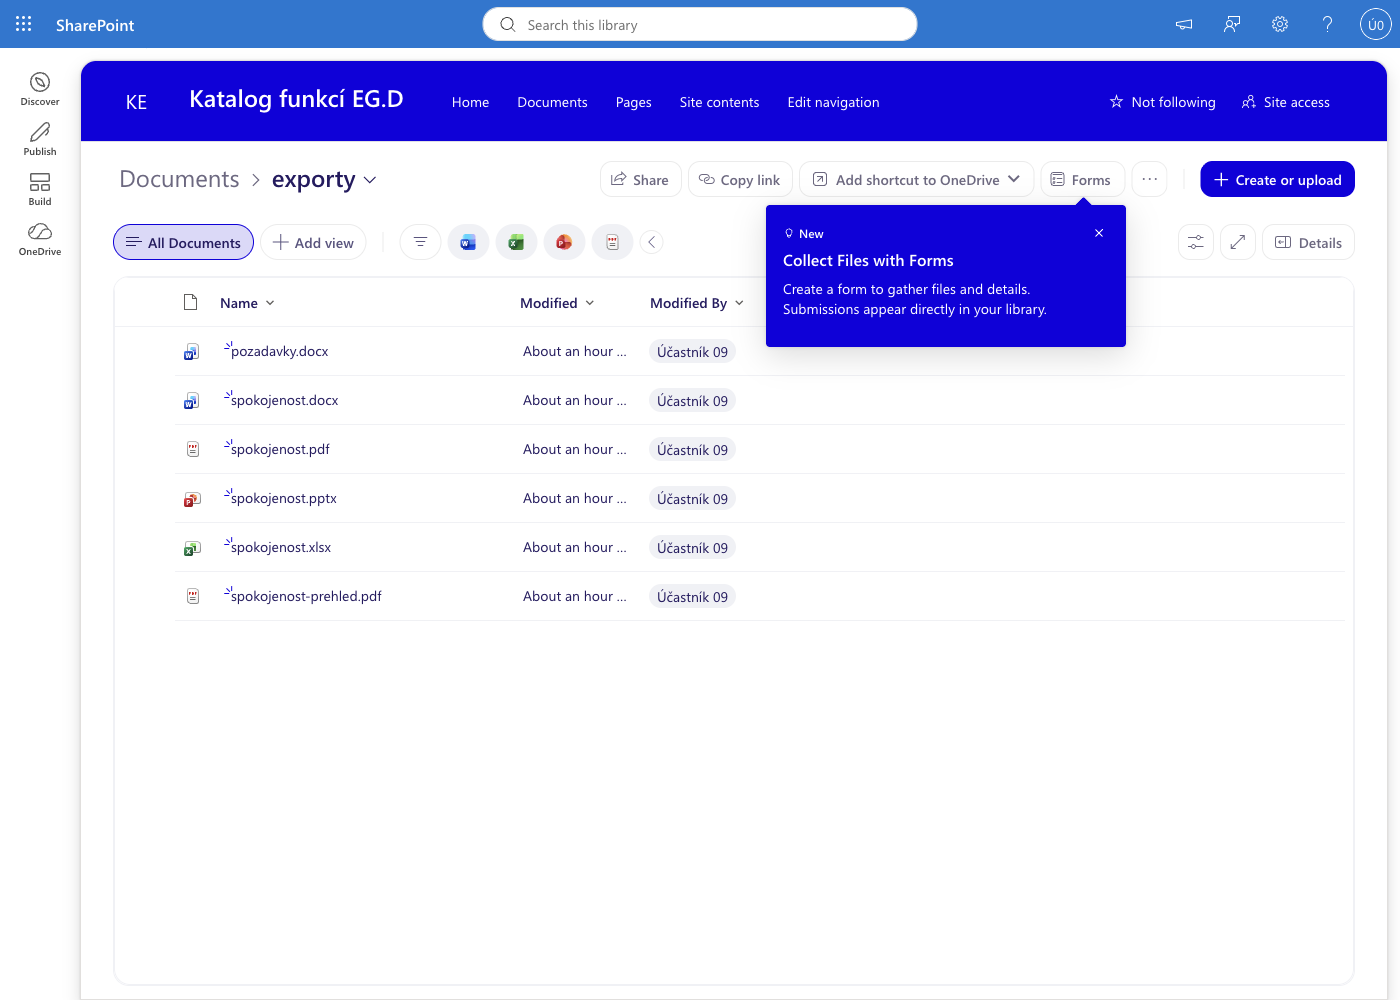 SharePoint
Search this library
Ú0
Discover
Publish
Build
OneDrive
KE
Katalog funkcí EG.D
Home
Documents
Pages
Site contents
Edit navigation
Not following
Site access
Documents > exporty
Share
Copy link
Add shortcut to OneDrive
Forms
Create or upload
All Documents
Add view
Details
New
Collect Files with Forms
Create a form to gather files and details.
Submissions appear directly in your library.
Name
Modified
Modified By
pozadavky.docx About an hour ... Účastník 09
spokojenost.docx About an hour ... Účastník 09
spokojenost.pdf About an hour ... Účastník 09
spokojenost.pptx About an hour ... Účastník 09
spokojenost.xlsx About an hour ... Účastník 09
spokojenost-prehled.pdf About an hour ... Účastník 09